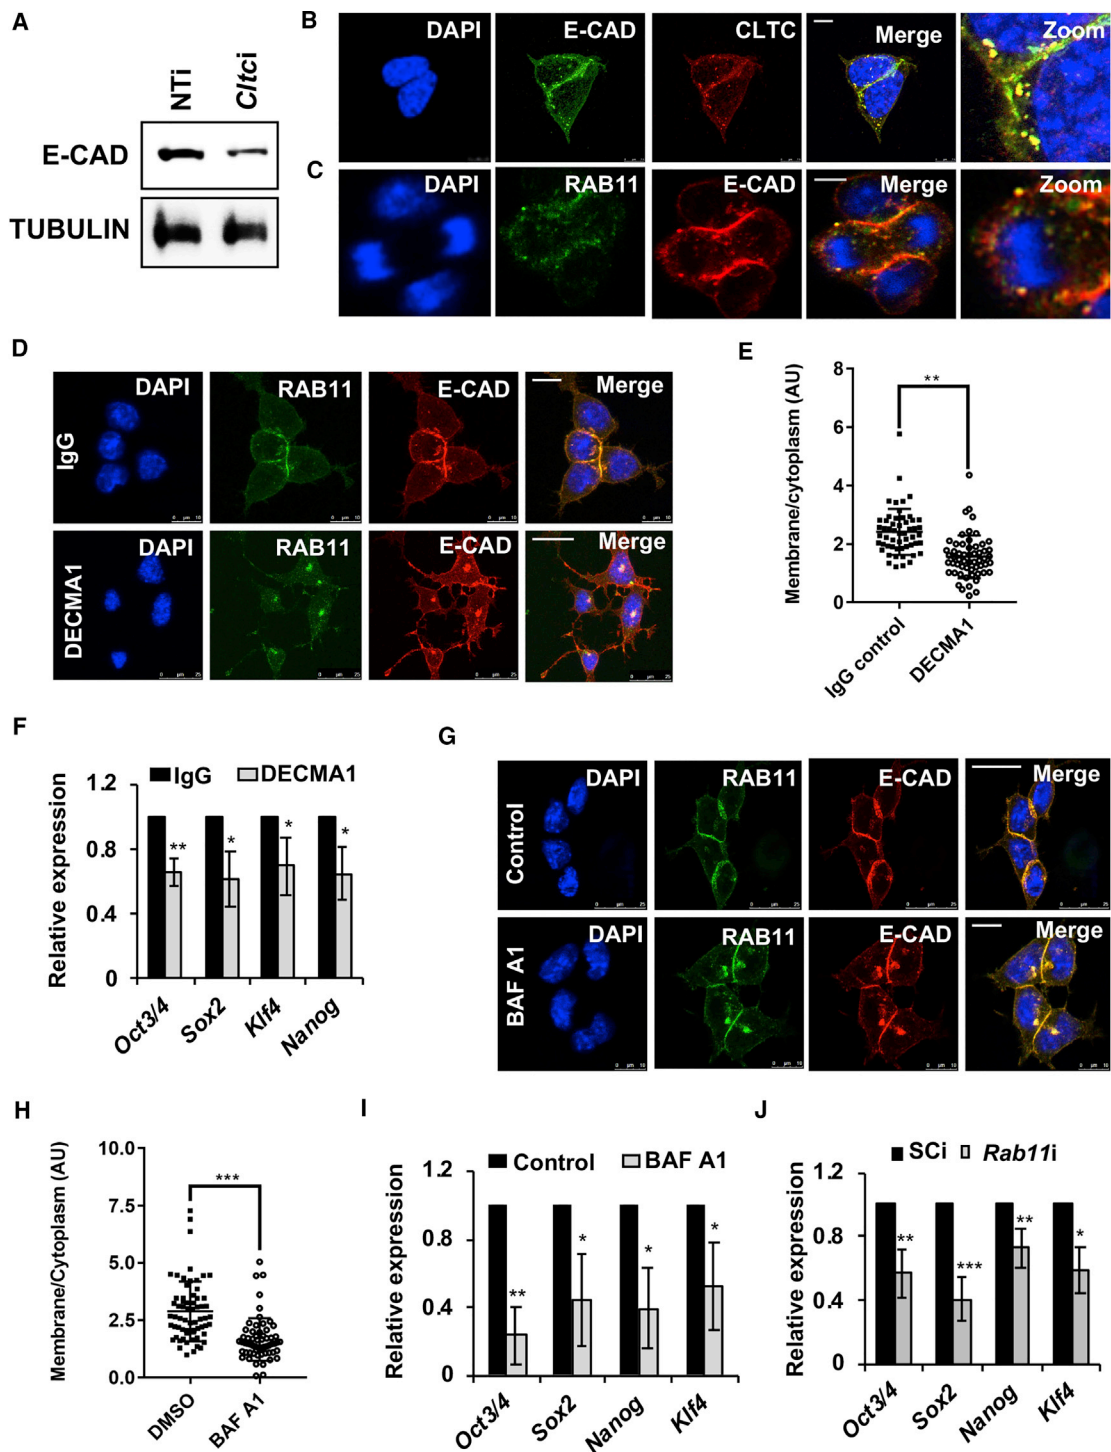 A
NTi
Cltci
E-CAD
TUBULIN
B
DAPI
E-CAD
CLTC
Merge
Zoom
C
DAPI
RAB11
E-CAD
Merge
Zoom
D
IgG
DAPI
RAB11
E-CAD
Merge
DECMA1
DAPI
RAB11
E-CAD
Merge
E
Membrane/cytoplasm (AU)
8
6
4
2
0
**
IgG control
DECMA1
F
IgG
DECMA1
Relative expression
1.2
0.8
0.4
0
**
*
*
*
Oct3/4
Sox2
Klf4
Nanog
G
Control
DAPI
RAB11
E-CAD
Merge
BAF A1
DAPI
RAB11
E-CAD
Merge
H
Membrane/Cytoplasm (AU)
10.0
7.5
5.0
2.5
0.0
***
DMSO
BAF A1
I
Control
BAF A1
Relative expression
1.2
0.8
0.4
0
**
*
*
*
Oct3/4
Sox2
Nanog
Klf4
J
SCi
Rab11i
Relative expression
1.2
0.8
0.4
0
**
***
**
*
Oct3/4
Sox2
Nanog
Klf4